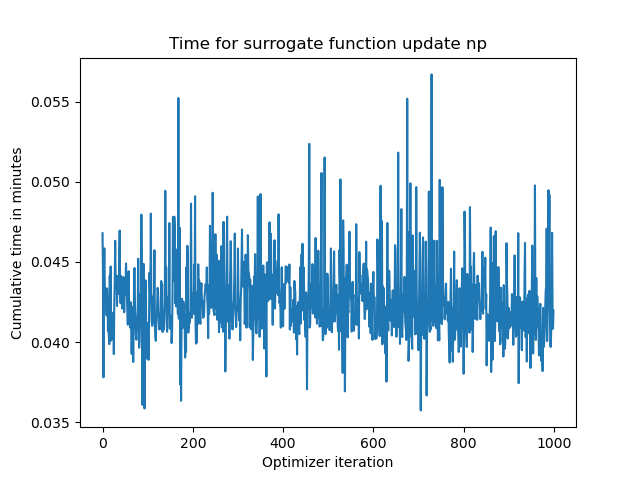 Time for surrogate function update np
Cumulative time in minutes
0.055
0.050
0.045
0.040
0.035
0 200 400 600 800 1000
Optimizer iteration